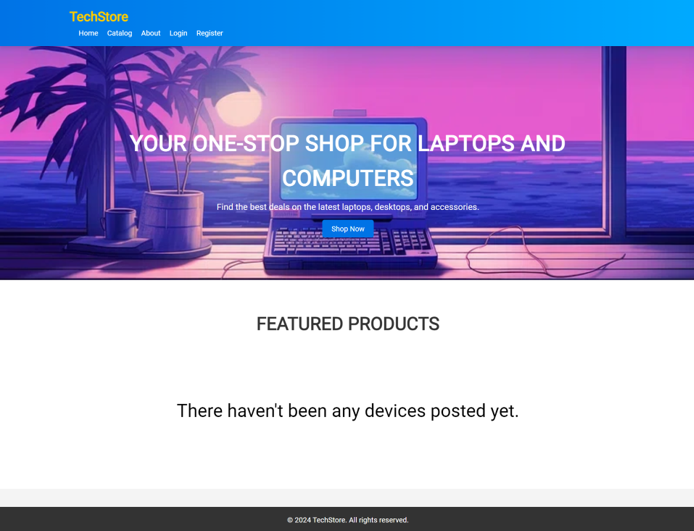 TechStore
Home Catalog About Login Register
YOUR ONE-STOP SHOP FOR LAPTOPS AND
COMPUTERS
Find the best deals on the latest laptops, desktops, and accessories.
Shop Now
FEATURED PRODUCTS
There haven't been any devices posted yet.
© 2024 TechStore. All rights reserved.